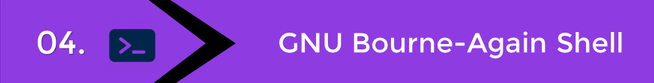 04. >_ GNU Bourne-Again Shell